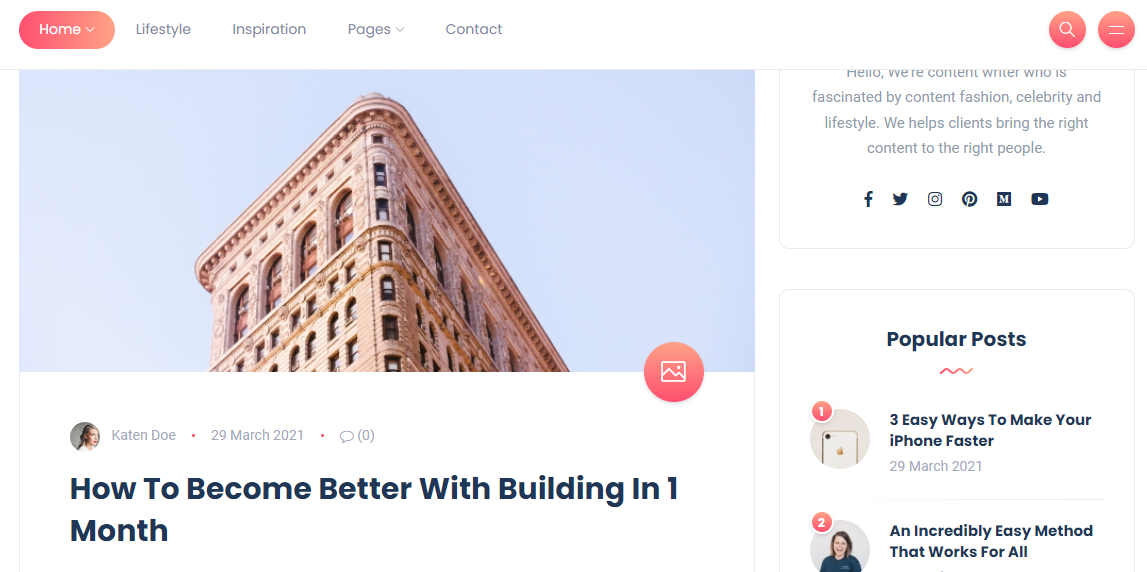 Home
Lifestyle
Inspiration
Pages
Contact
Hello, We're content writer who is
fascinated by content fashion, celebrity and
lifestyle. We helps clients bring the right
content to the right people.
Katen Doe
29 March 2021
(0)
How To Become Better With Building In 1
Month
Popular Posts
1
3 Easy Ways To Make Your
iPhone Faster
29 March 2021
2
An Incredibly Easy Method
That Works For All